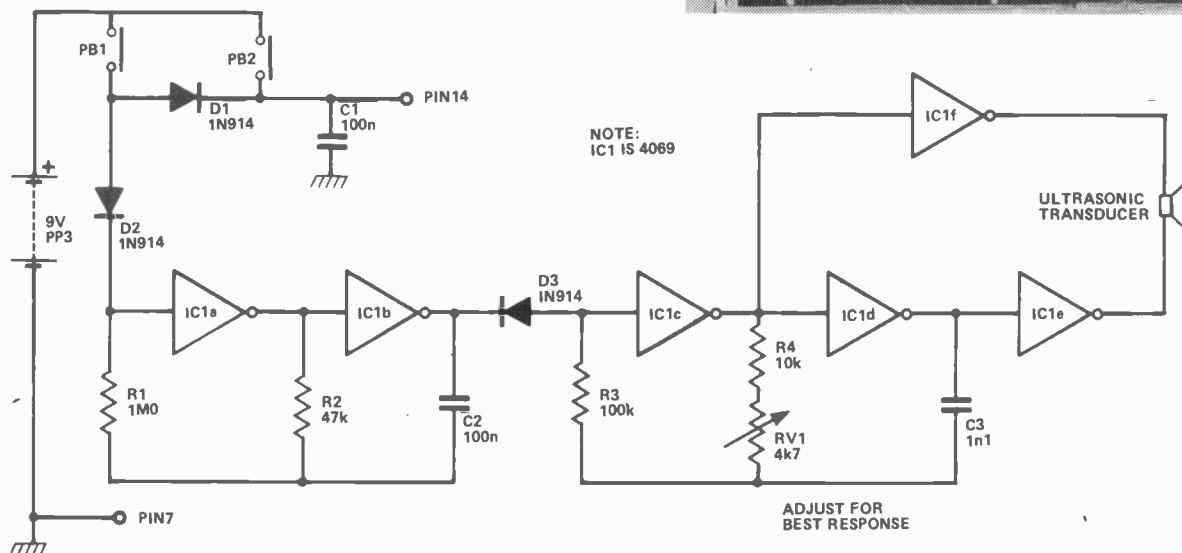 PB1
PB2
D1
1N914
C1
100n
PIN14
NOTE:
IC1 IS 4069
IC1f
+
9V
PP3
D2
1N914
ULTRASONIC
TRANSDUCER
IC1a
IC1b
D3
IN914
IC1c
IC1d
IC1e
R1
1M0
R2
47k
C2
100n
R3
100k
R4
10k
RV1
4k7
C3
1n1
PIN7
ADJUST FOR
BEST RESPONSE